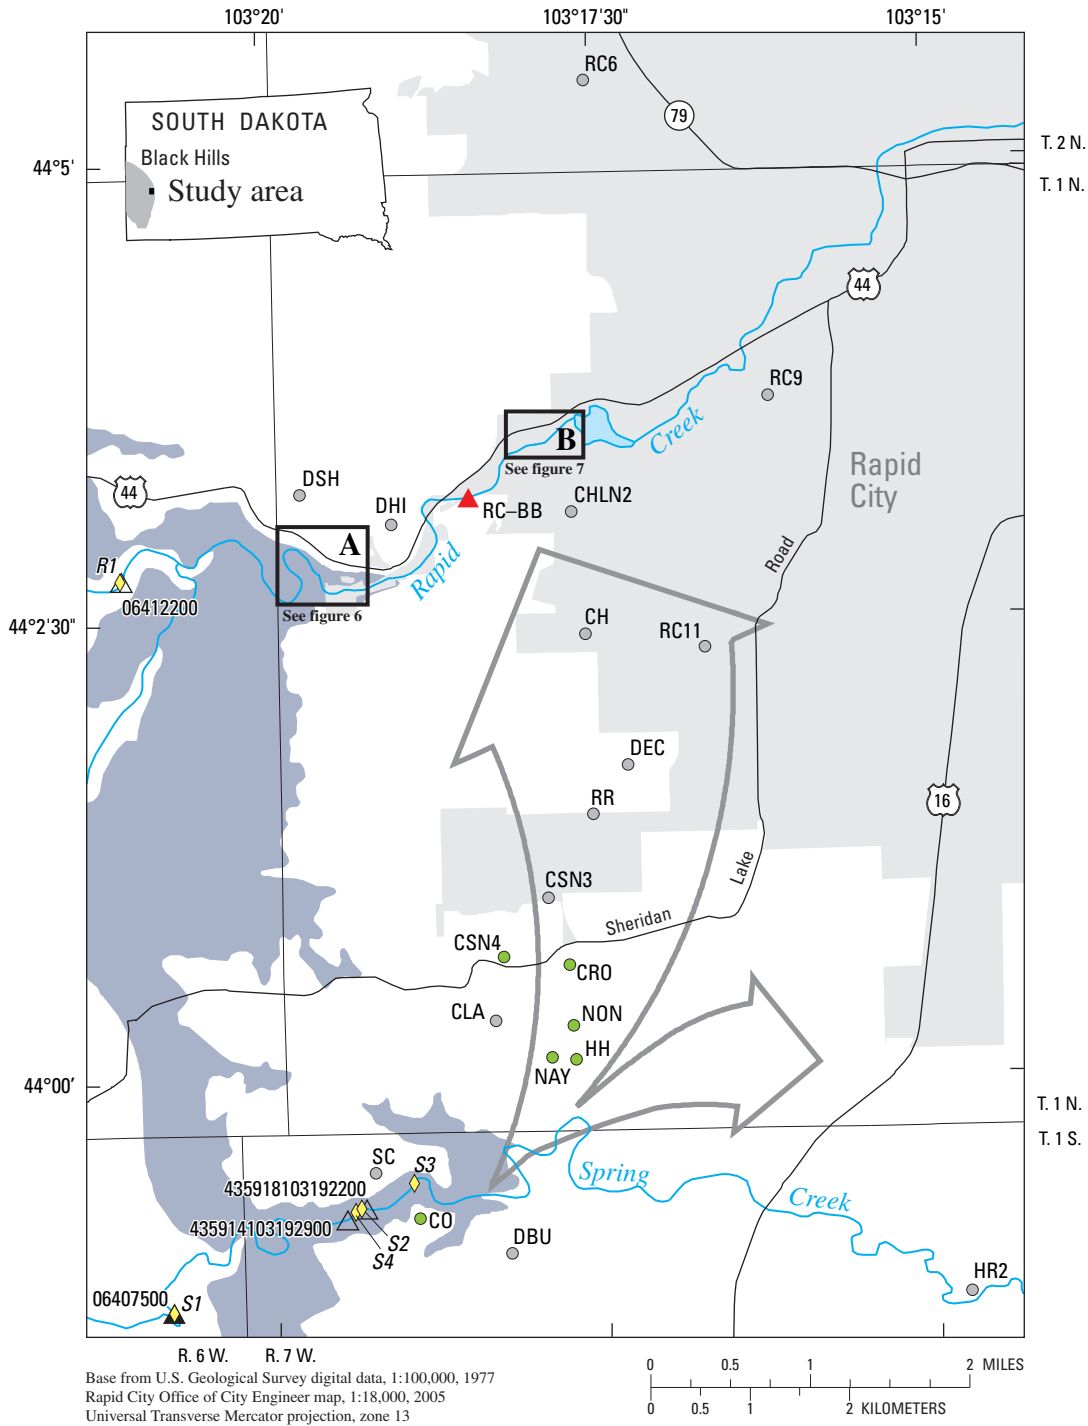 103°20'
103°17'30"
103°15'
RC6
79
SOUTH DAKOTA
Black Hills
Study area
T. 2 N.
44°5'
T. 1 N.
44
RC9
Creek
B
See figure 7
Rapid
City
DSH
44
DHI
RC–BB
CHLN2
A
Road
R1
Rapid
06412200
See figure 6
44°2'30"
CH
RC11
DEC
RR
16
Lake
CSN3
Sheridan
CSN4
CRO
CLA
NON
HH
NAY
44°00'
T. 1 N.
T. 1 S.
SC
S3
Spring
435918103192200
Creek
CO
435914103192900
S2
S4
DBU
HR2
06407500
S1
R. 6 W.
R. 7 W.
0 0.5 1 2 MILES
0 0.5 1 2 KILOMETERS
Base from U.S. Geological Survey digital data, 1:100,000, 1977
Rapid City Office of City Engineer map, 1:18,000, 2005
Universal Transverse Mercator projection, zone 13